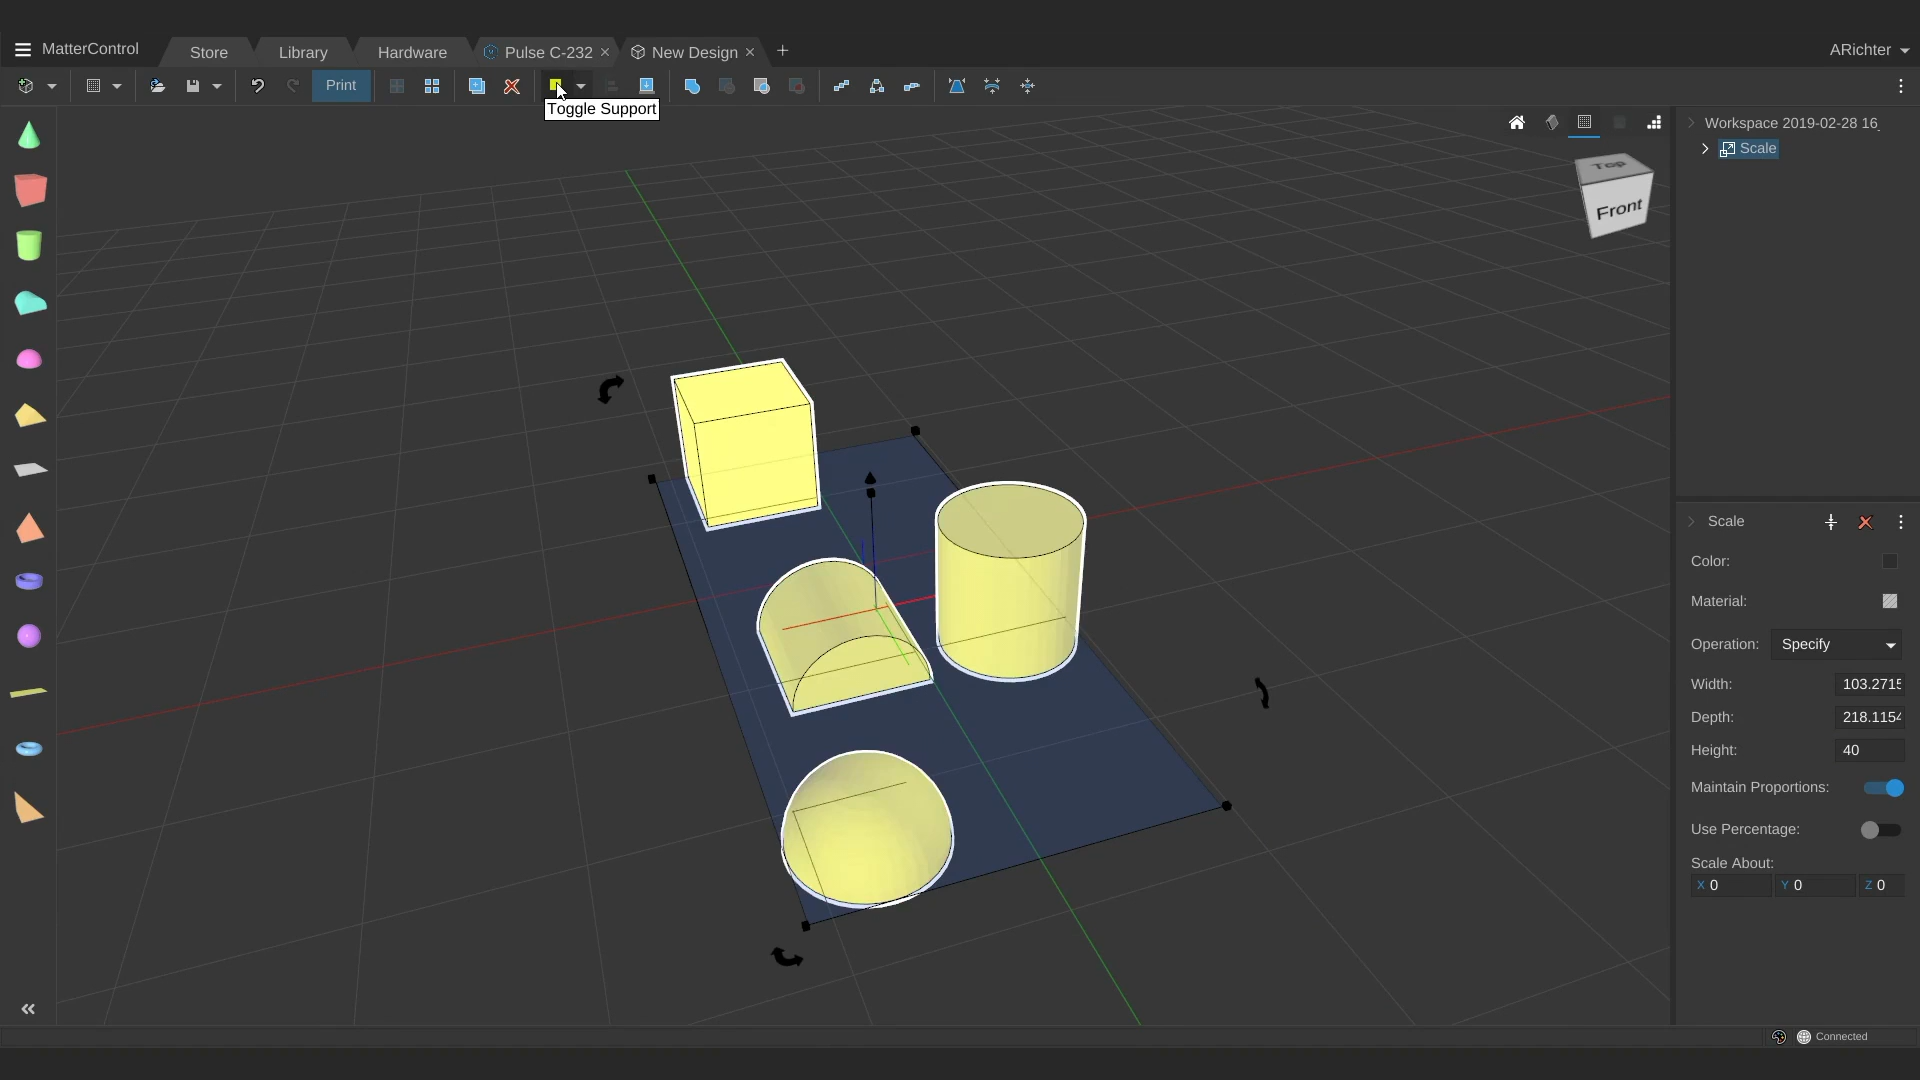 MatterControl
Store
Library
Hardware
Pulse C-232
New Design
ARichter
Print
Toggle Support
Top
Front
Workspace 2019-02-28 16_
Scale
Scale
Color:
Material:
Operation: Specify
Width: 103.2715
Depth: 218.1154
Height: 40
Maintain Proportions:
Use Percentage:
Scale About:
X 0 Y 0 Z 0
Connected